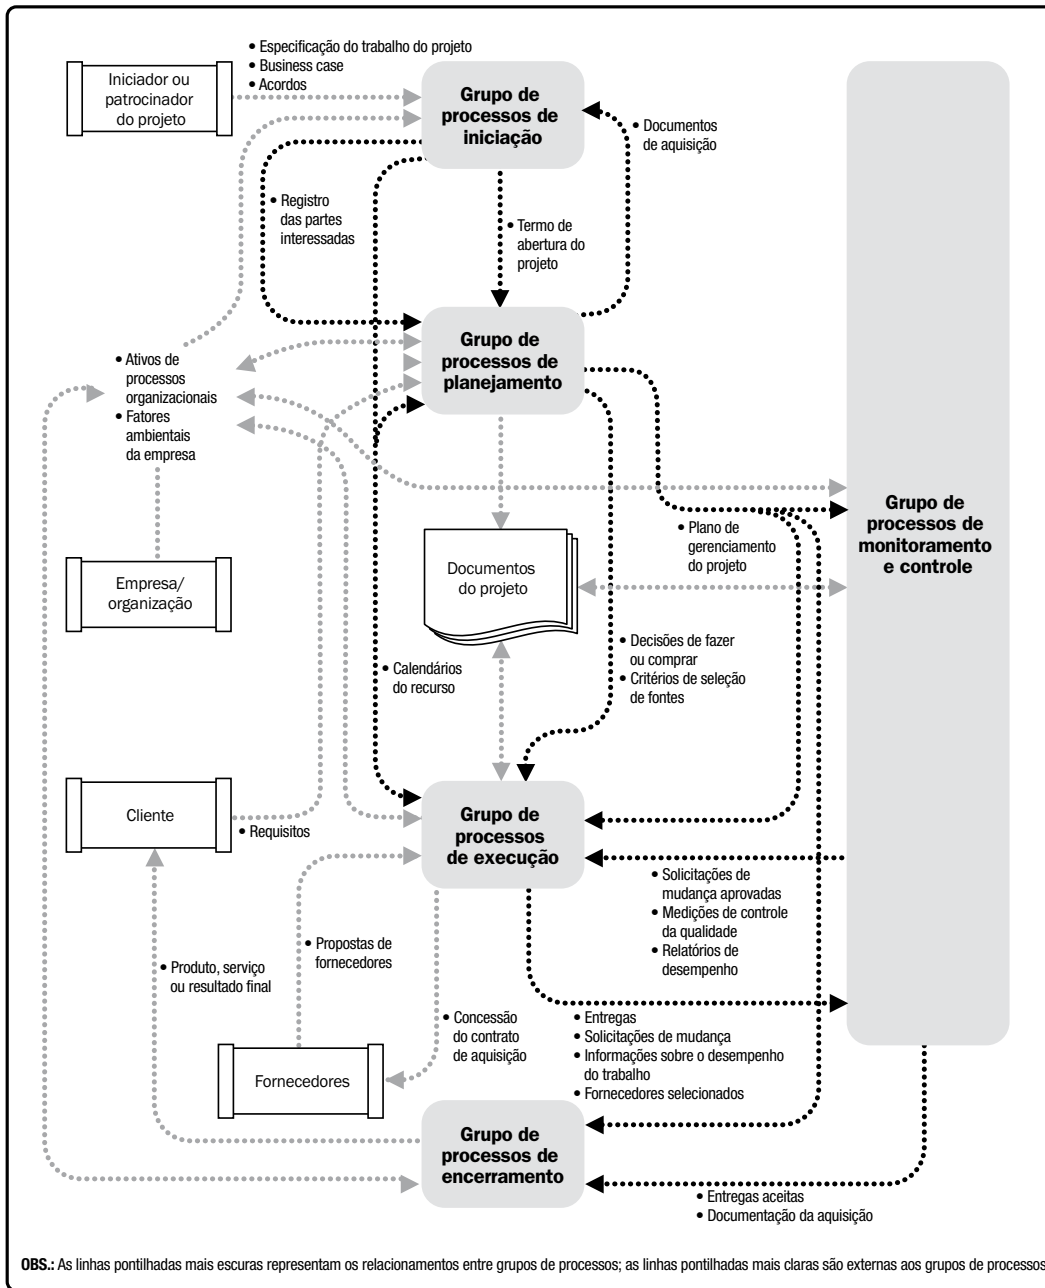 • Especificação do trabalho do projeto
• Business case
• Acordos
Iniciador ou
patrocinador
do projeto
Grupo de
processos de
iniciação
• Documentos
de aquisição
• Registro
das partes
interessadas
• Termo de
abertura do
projeto
Grupo de
processos de
planejamento
• Ativos de
processos
organizacionais
• Fatores
ambientais
da empresa
Grupo de
processos de
monitoramento
e controle
• Plano de
gerenciamento
do projeto
Empresa/
organização
Documentos
do projeto
• Decisões de fazer
ou comprar
• Critérios de seleção
de fontes
• Calendários
do recurso
Cliente
• Requisitos
Grupo de
processos
de execução
• Solicitações de
mudança aprovadas
• Medições de controle
da qualidade
• Relatórios de
desempenho
• Propostas de
fornecedores
• Produto, serviço
ou resultado final
• Concessão
do contrato
de aquisição
• Entregas
• Solicitações de mudança
• Informações sobre o desempenho
do trabalho
• Fornecedores selecionados
Fornecedores
Grupo de
processos de
encerramento
• Entregas aceitas
• Documentação da aquisição
OBS.: As linhas pontilhadas mais escuras representam os relacionamentos entre grupos de processos; as linhas pontilhadas mais claras são externas aos grupos de processos